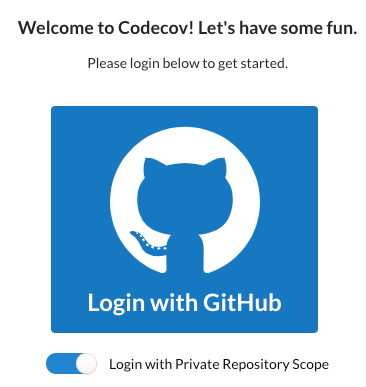 Welcome to Codecov! Let's have some fun.
Please login below to get started.
Login with GitHub
Login with Private Repository Scope